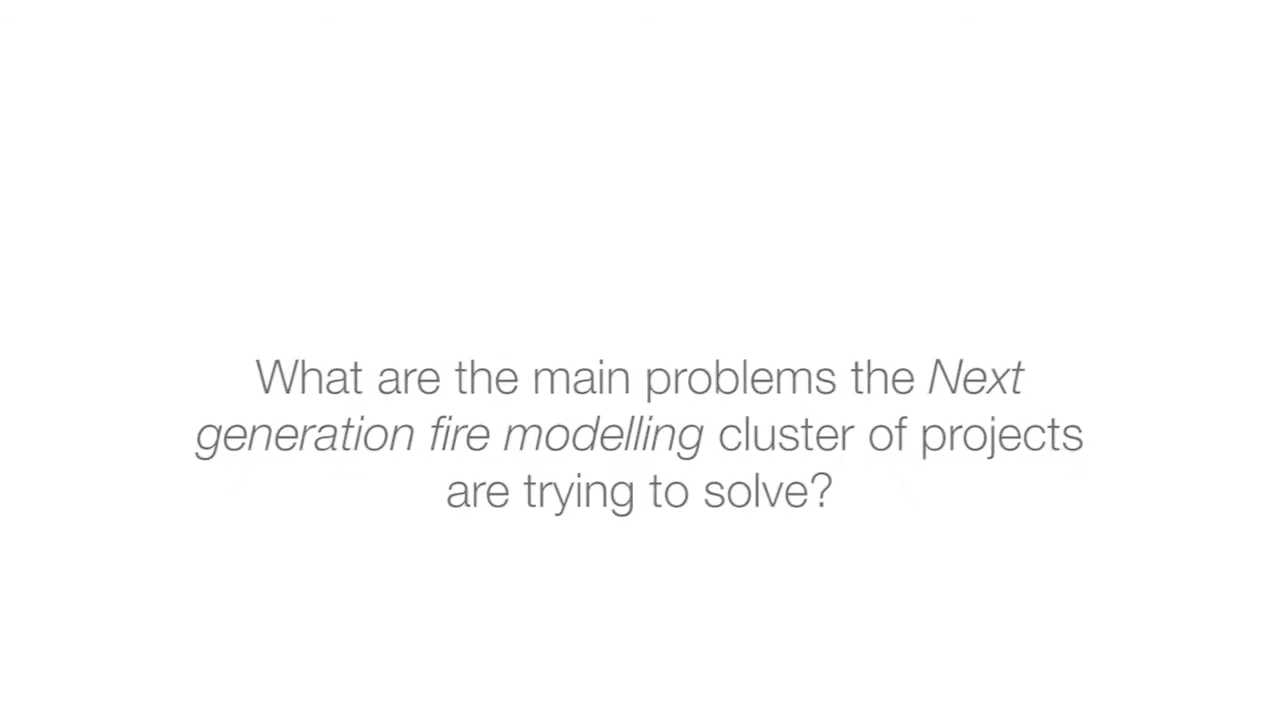 What are the main problems the Next
generation fire modelling cluster of projects
are trying to solve?